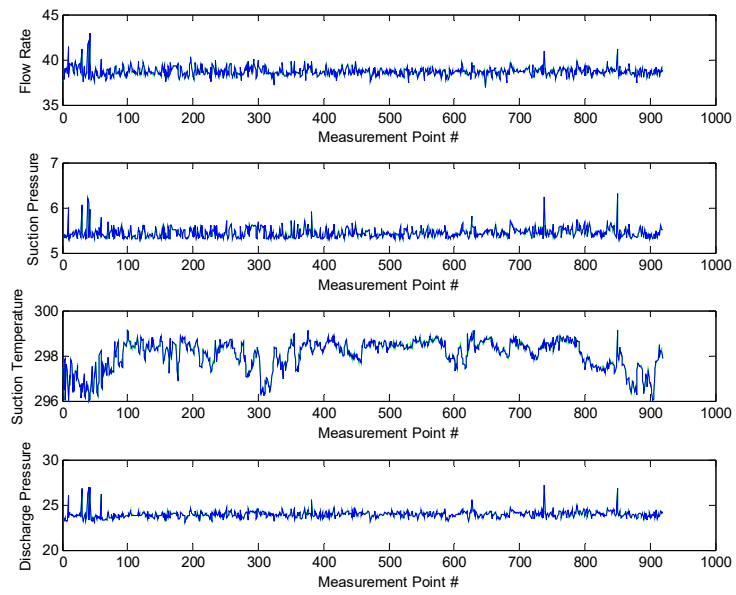 45
40
35
Flow Rate
0 100 200 300 400 500 600 700 800 900 1000
Measurement Point #
7
6
5
Suction Pressure
0 100 200 300 400 500 600 700 800 900 1000
Measurement Point #
300
298
296
Suction Temperature
0 100 200 300 400 500 600 700 800 900 1000
Measurement Point #
30
25
20
Discharge Pressure
0 100 200 300 400 500 600 700 800 900 1000
Measurement Point #